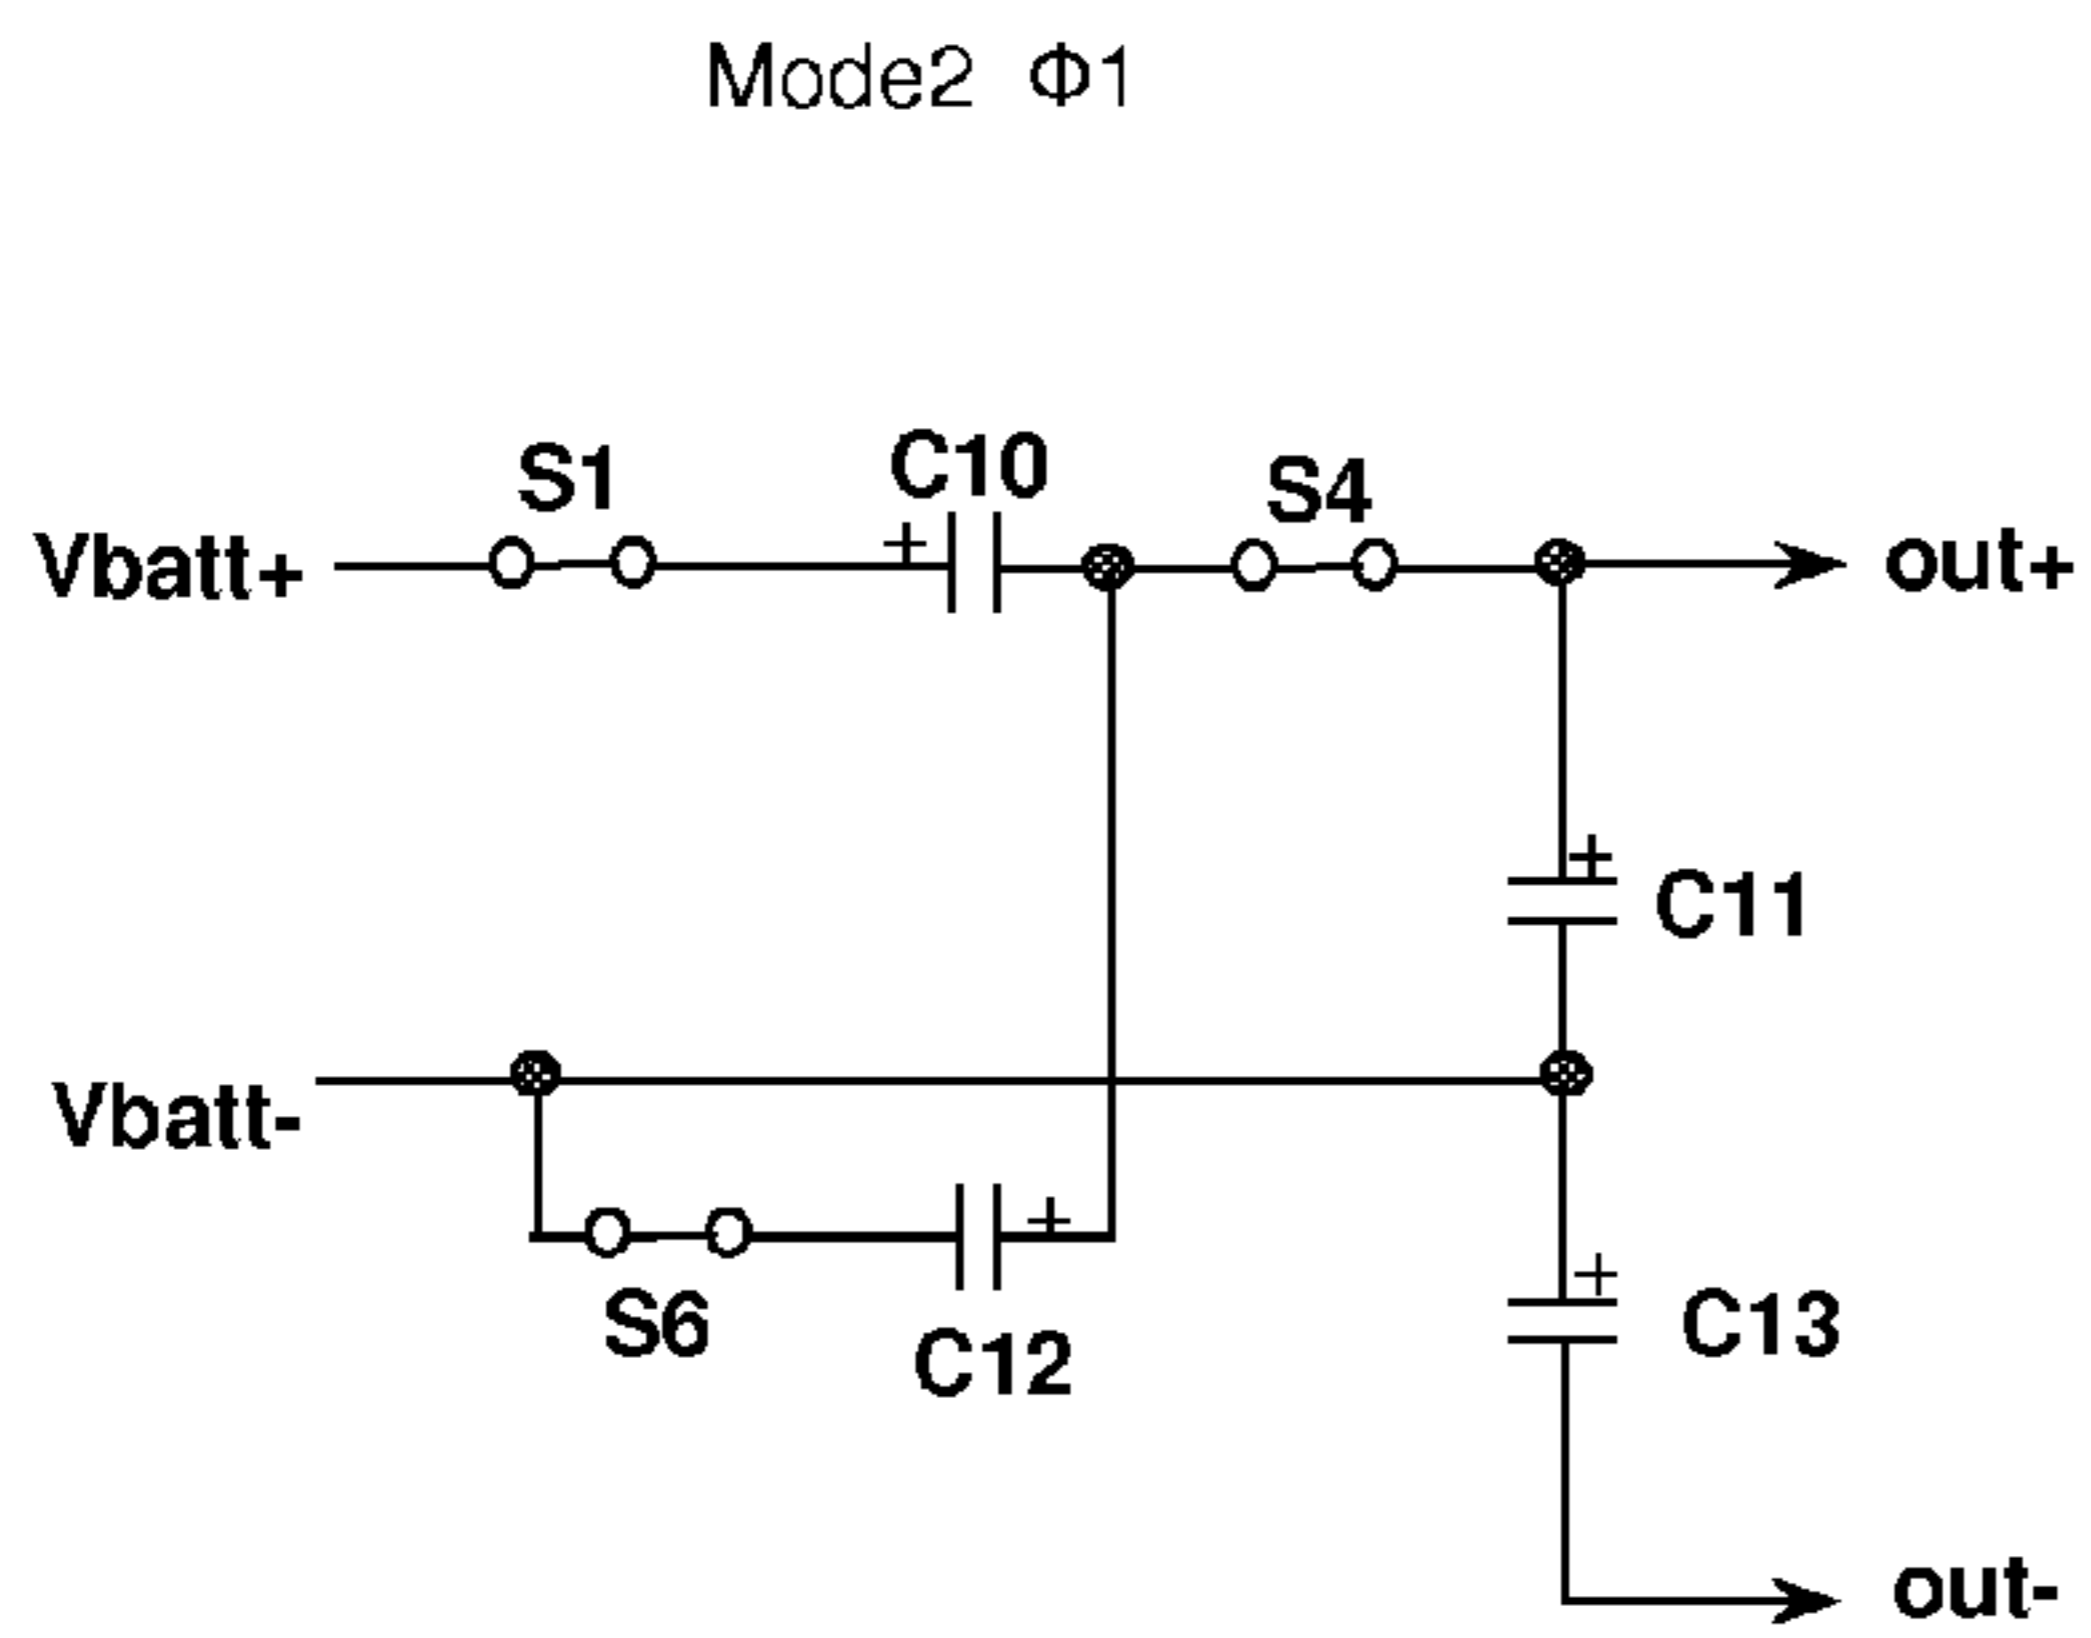 Mode2 Φ1
S1
C10
S4
Vbatt+
+
out+
+
C11
Vbatt-
+
S6
C12
+
C13
out-